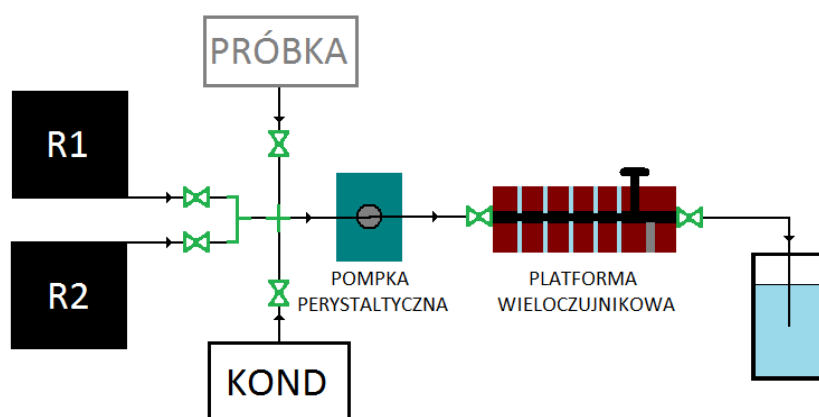 PRÓBKA
R1
R2
POMPKA
PERYSTALTYCZNA
PLATFORMA
WIELOCZUJNIKOWA
KOND